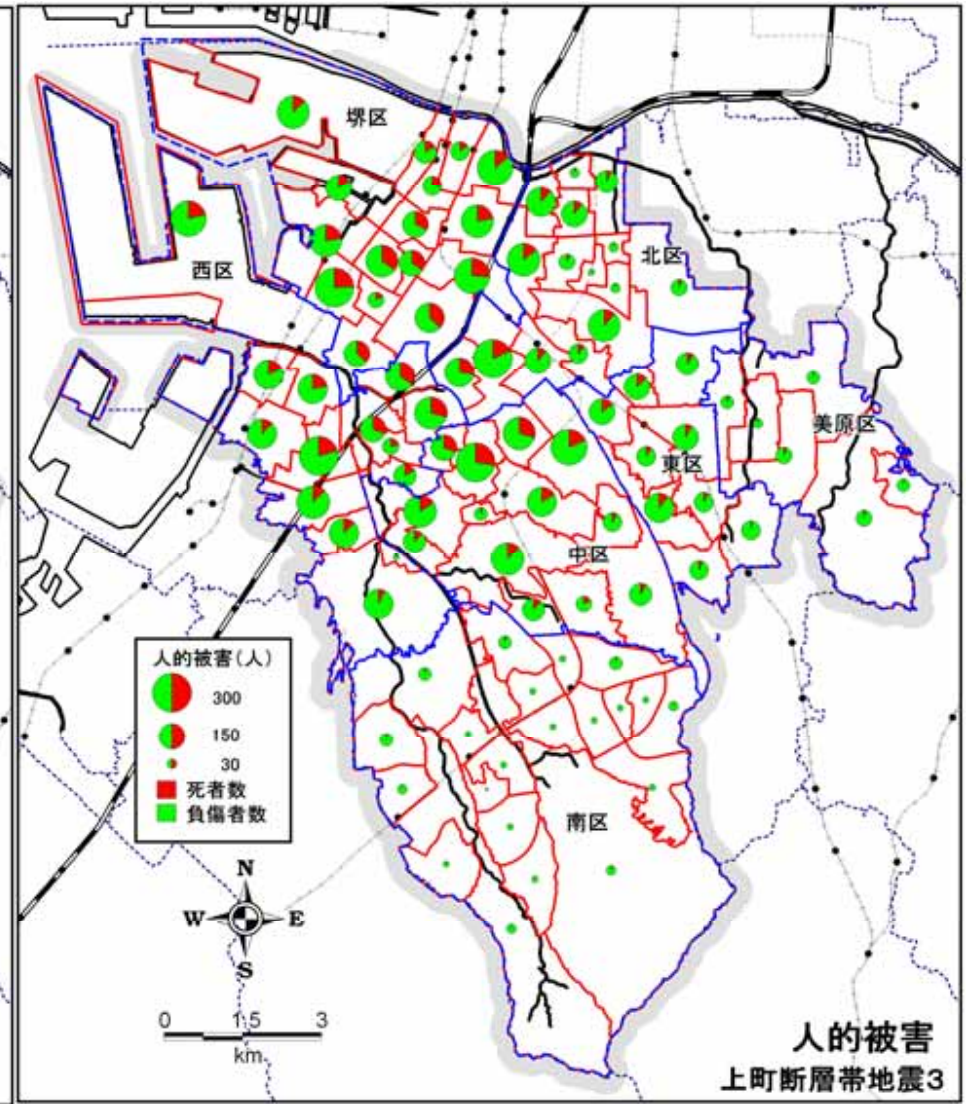 堺区
西区
北区
美原区
東区
中区
人的被害(人)
300
150
30
死者数
負傷者数
南区
N
W E
S
0 1.5 3
km
人的被害
上町断層帯地震3